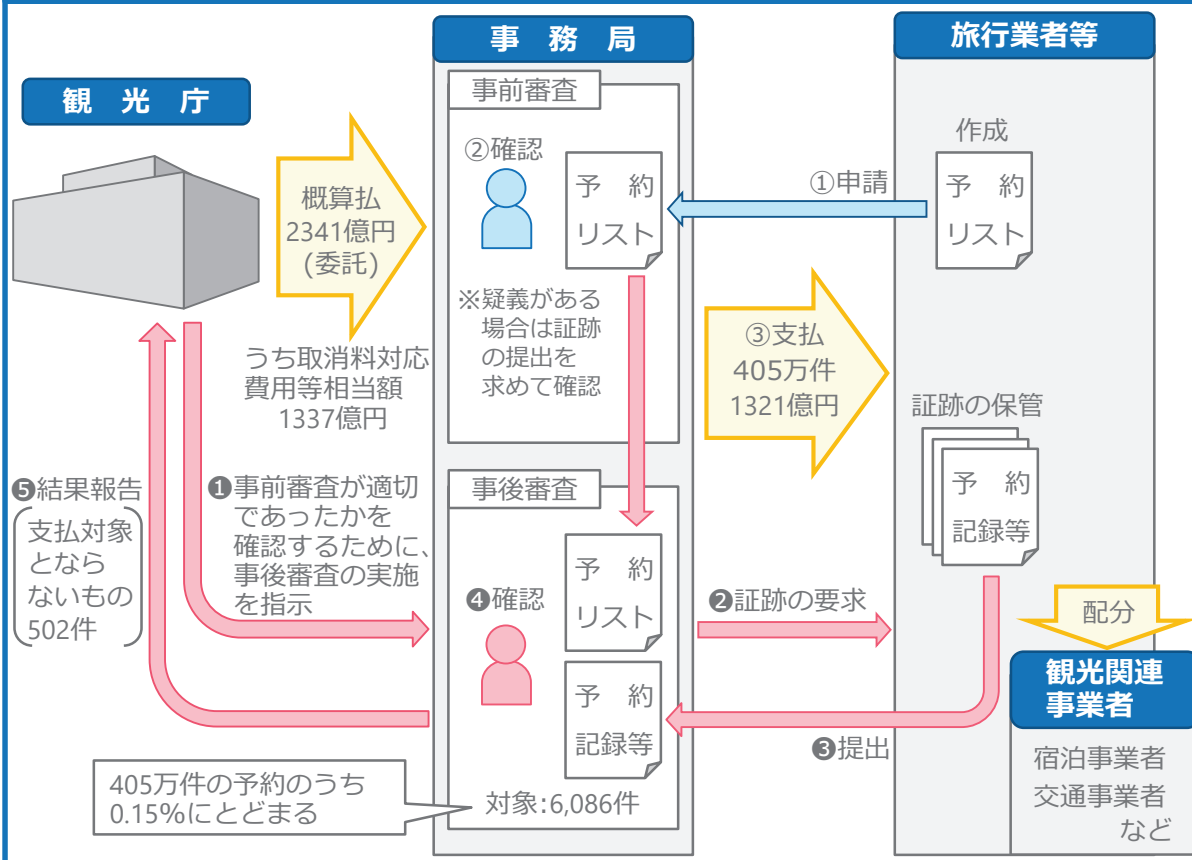 観光庁
概算払
2341億円
(委託)
うち取消料対応
費用等相当額
1337億円
事務局
事前審査
②確認
予約
リスト
※疑義がある
場合は証跡
の提出を
求めて確認
旅行業者等
作成
予約
リスト
①申請
③支払
405万件
1321億円
証跡の保管
予約
記録等
❺結果報告
支払対象
となら
ないもの
502件
❶事前審査が適切
であったかを
確認するために、
事後審査の実施
を指示
事後審査
❹確認
予約
リスト
予約
記録等
対象:6,086件
405万件の予約のうち
0.15%にとどまる
❷証跡の要求
❸提出
配分
観光関連
事業者
宿泊事業者
交通事業者
など